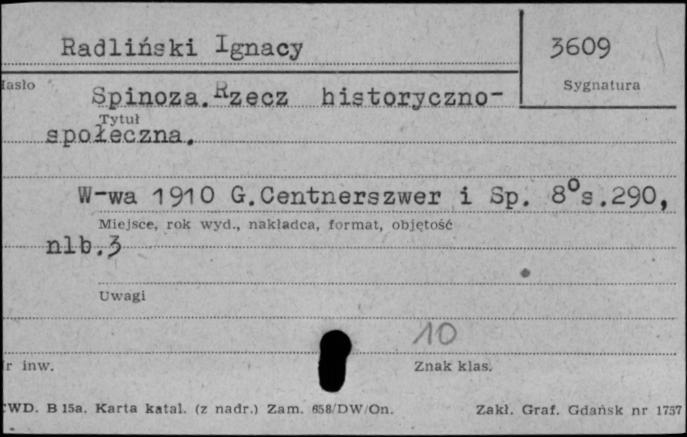 Radliński Ignacy
3609
Hasło
Sygnatura
Spinoza.Rzecz historyczno-
Tytuł
społeczna.
W-wa 1910 G.Centnerszwer i Sp. 8°s.290,
Miejsce, rok wyd., nakładca, format, objętość
nlb.3
Uwagi
10
r inw.
Znak klas.
WD. B 15a. Karta katal. (z nadr.) Zam. 658/DW/On.
Zakł. Graf. Gdańsk nr 1757